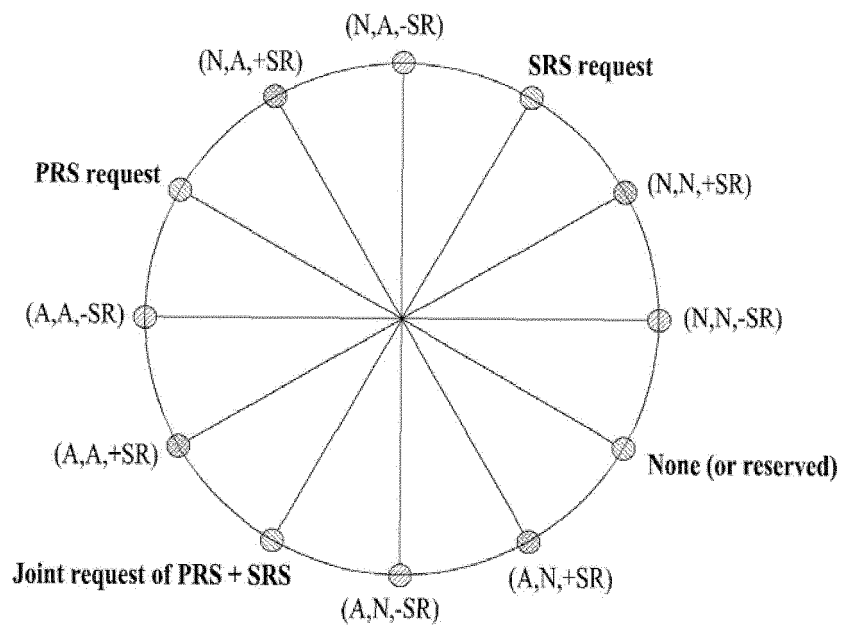 (N,A,-SR)
(N,A,+SR)
SRS request
PRS request
(N,N,+SR)
(A,A,-SR)
(N,N,-SR)
(A,A,+SR)
None (or reserved)
Joint request of PRS + SRS
(A,N,+SR)
(A,N,-SR)